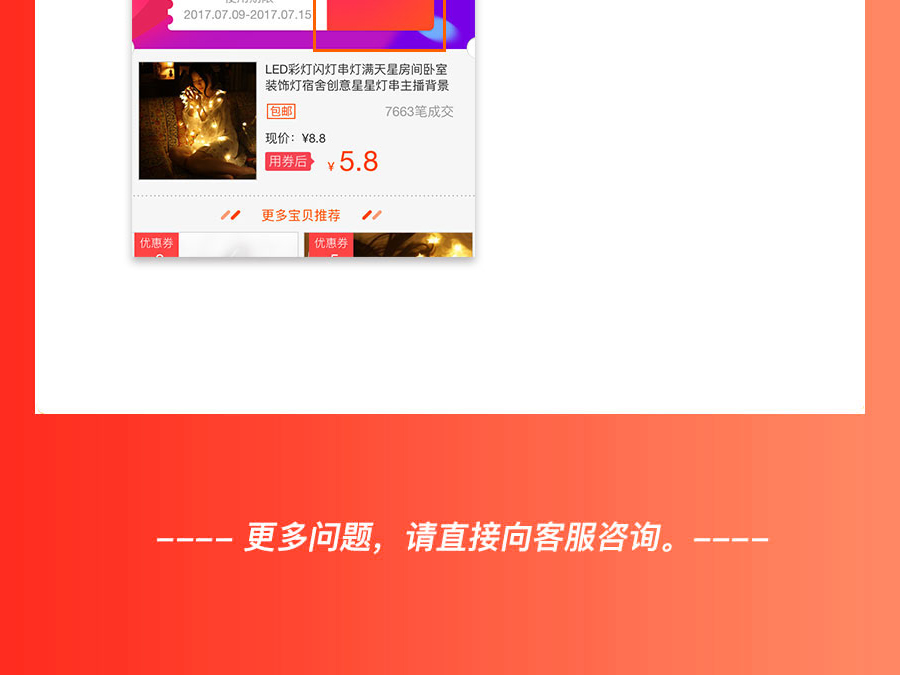 使用期限
2017.07.09-2017.07.15
LED彩灯闪灯串灯满天星房间卧室
装饰灯宿舍创意星星灯串主播背景
包邮
7663笔成交
现价：¥8.8
用券后
¥ 5.8
更多宝贝推荐
优惠券
优惠券
---- 更多问题，请直接向客服咨询。----